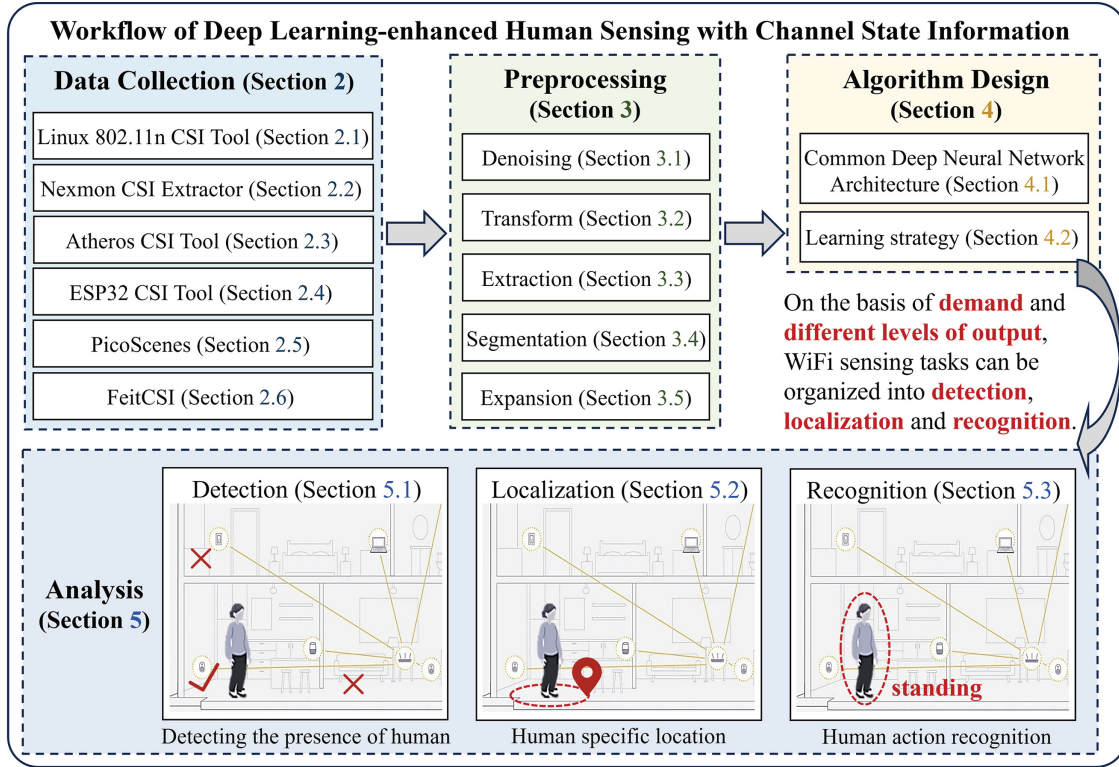 Workflow of Deep Learning-enhanced Human Sensing with Channel State Information
Data Collection (Section 2)
Linux 802.11n CSI Tool (Section 2.1)
Nexmon CSI Extractor (Section 2.2)
Atheros CSI Tool (Section 2.3)
ESP32 CSI Tool (Section 2.4)
PicoScenes (Section 2.5)
FeitCSI (Section 2.6)
Preprocessing
(Section 3)
Denoising (Section 3.1)
Transform (Section 3.2)
Extraction (Section 3.3)
Segmentation (Section 3.4)
Expansion (Section 3.5)
Algorithm Design
(Section 4)
Common Deep Neural Network
Architecture (Section 4.1)
Learning strategy (Section 4.2)
On the basis of demand and
different levels of output,
WiFi sensing tasks can be
organized into detection,
localization and recognition.
Analysis
(Section 5)
Detection (Section 5.1)
Detecting the presence of human
Localization (Section 5.2)
Human specific location
Recognition (Section 5.3)
standing
Human action recognition